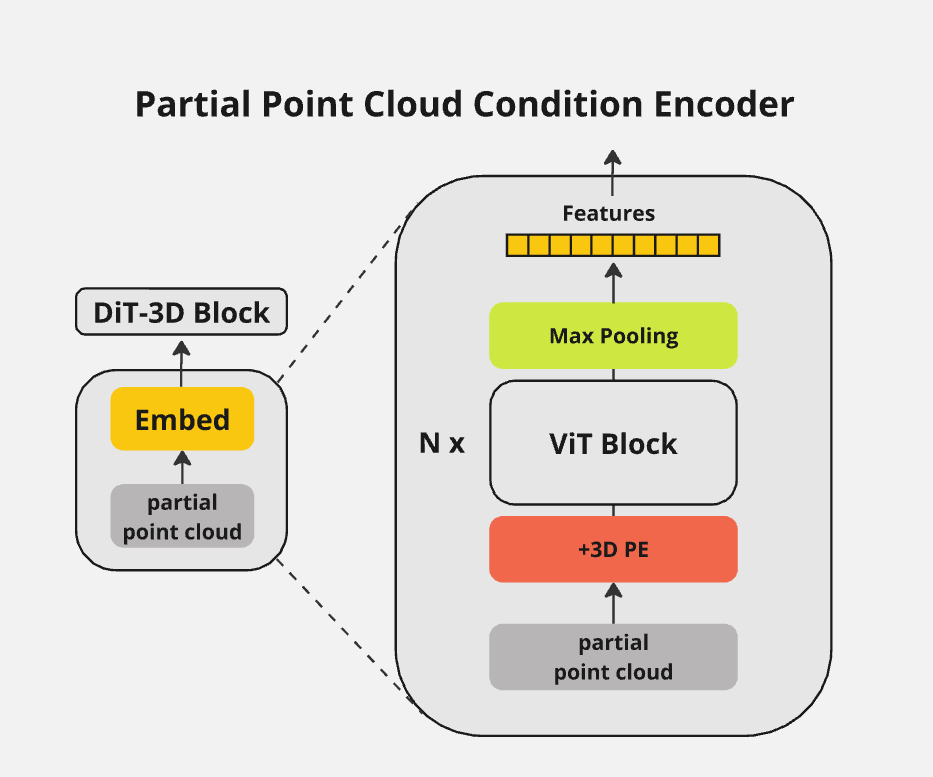 Partial Point Cloud Condition Encoder
DiT-3D Block
Embed
partial
point cloud
Features
Max Pooling
N x
ViT Block
+3D PE
partial
point cloud